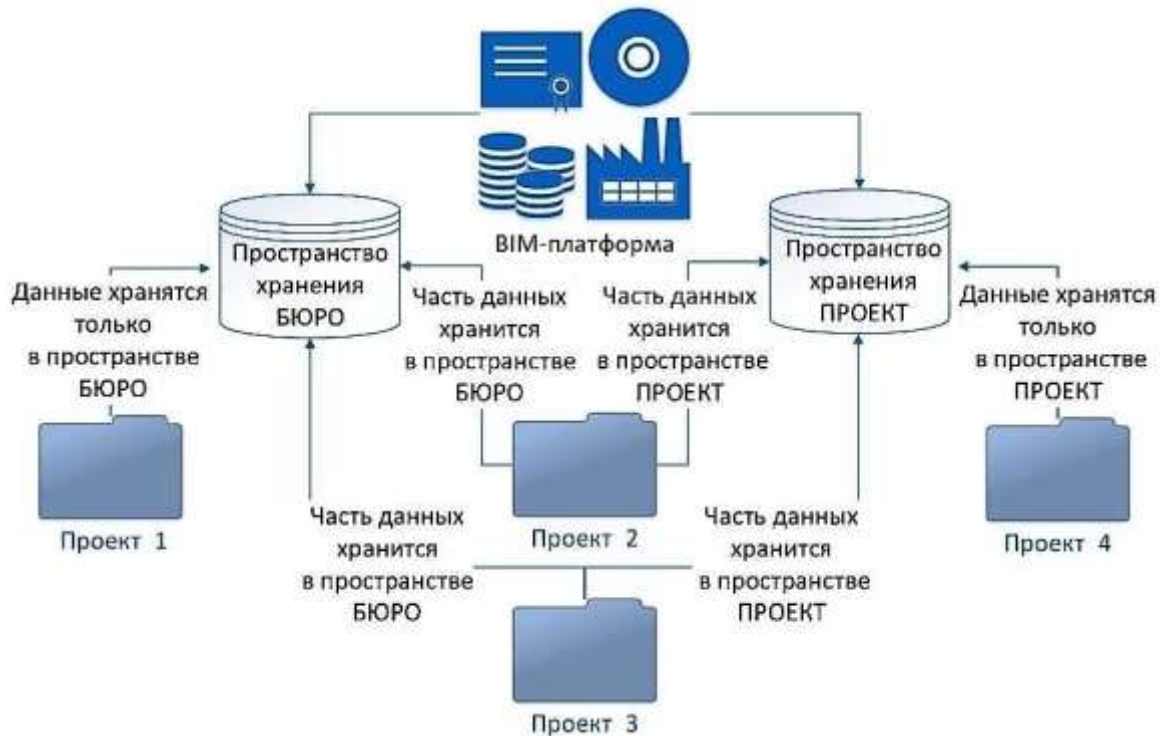 BIM-платформа
Пространство
хранения
БЮРО
Пространство
хранения
ПРОЕКТ
Данные хранятся
только
в пространстве
БЮРО
Часть данных
хранится
в пространстве
БЮРО
Часть данных
хранится
в пространстве
ПРОЕКТ
Данные хранятся
только
в пространстве
ПРОЕКТ
Проект 1
Проект 2
Проект 4
Часть данных
хранится
в пространстве
БЮРО
Часть данных
хранится
в пространстве
ПРОЕКТ
Проект 3